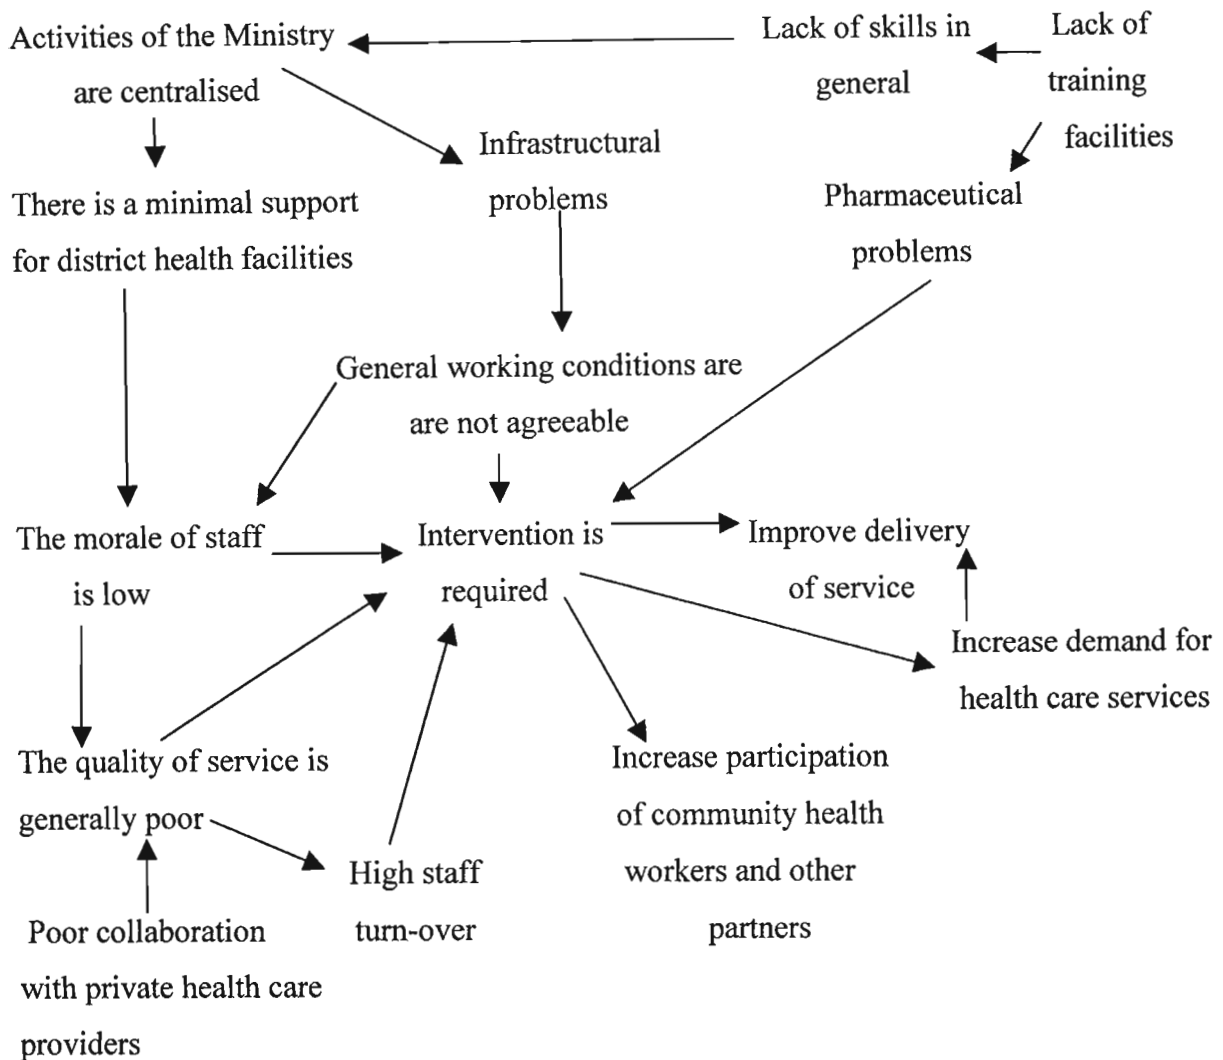 Activities of the Ministry
are centralised
Lack of skills in
general
Lack of
training
facilities
Infrastructural
problems
Pharmaceutical
problems
There is a minimal support
for district health facilities
General working conditions are
are not agreeable
The morale of staff
is low
Intervention is
required
Improve delivery
of service
Increase demand for
health care services
The quality of service is
generally poor
High staff
turn-over
Increase participation
of community health
workers and other
partners
Poor collaboration
with private health care
providers